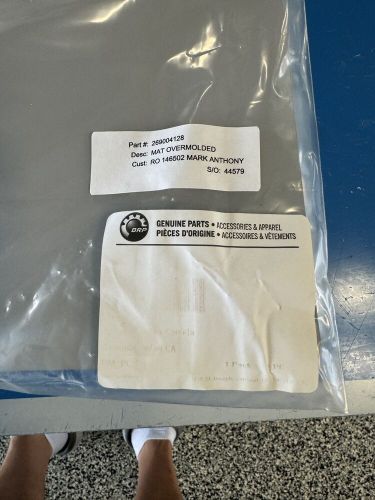 Part #: 269004128
Desc: MAT OVERMOLDED
Cust: RO 146502 MARK ANTHONY
S/O: 44579
BRP
GENUINE PARTS • ACCESSORIES & APPAREL
PIÈCES D'ORIGINE • ACCESSOIRES & VÊTEMENTS